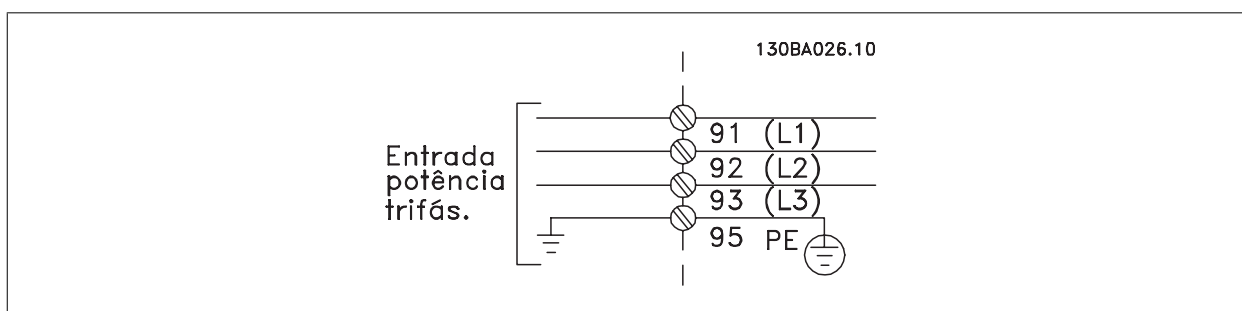 130BA026.10
Entrada
potência
trifás.
91 (L1)
92 (L2)
93 (L3)
95 PE